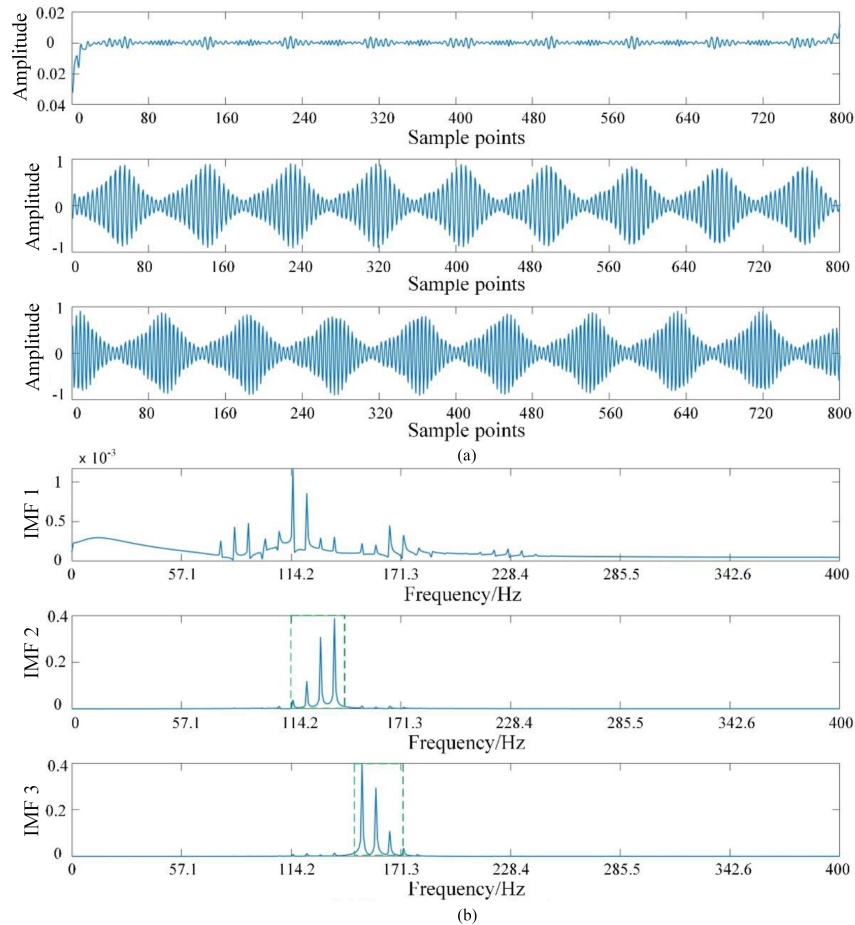 0.02
0
0.02
0.04
Amplitude
0 80 160 240 320 400 480 560 640 720 800
Sample points
1
0
-1
Amplitude
0 80 160 240 320 400 480 560 640 720 800
Sample points
1
0
-1
Amplitude
0 80 160 240 320 400 480 560 640 720 800
Sample points
(a)
x 10⁻³
1
0.5
0
IMF 1
0 57.1 114.2 171.3 228.4 285.5 342.6 400
Frequency/Hz
0.4
0.2
0
IMF 2
0 57.1 114.2 171.3 228.4 285.5 342.6 400
Frequency/Hz
0.4
0.2
0
IMF 3
0 57.1 114.2 171.3 228.4 285.5 342.6 400
Frequency/Hz
(b)